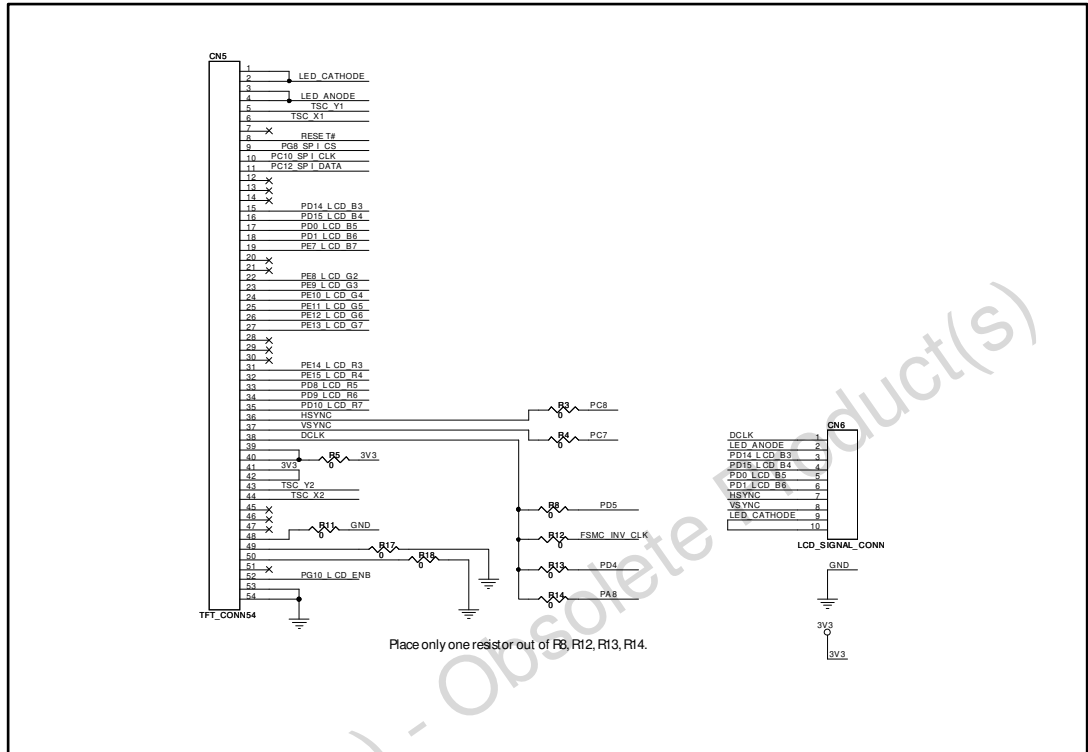 CN5
1
2 LED_CATHODE
3
4 LED_ANODE
5 TSC_Y1
6 TSC_X1
7
8 RESET#
9 PG8_SPI_CS
10 PC10_SPI_CLK
11 PC12_SPI_DATA
12
13
14
15 PD14_LCD_B3
16 PD15_LCD_B4
17 PD0_LCD_B5
18 PD1_LCD_B6
19 PE7_LCD_B7
20
21
22 PE8_LCD_G2
23 PE9_LCD_G3
24 PE10_LCD_G4
25 PE11_LCD_G5
26 PE12_LCD_G6
27 PE13_LCD_G7
28
29
30
31 PE14_LCD_R3
32 PE15_LCD_R4
33 PD8_LCD_R5
34 PD9_LCD_R6
35 PD10_LCD_R7
36 HSYNC
37 VSYNC
38 DCLK
39
40
41 3V3
42
43 TSC_Y2
44 TSC_X2
45
46
47
48
49
50
51
52 PG10_LCD_ENB
53
54
TFT_CONN54
R3 PC8
0
R4 PC7
0
R5 3V3
0
R8 PD5
0
R11 GND
0
R12 FSMC_INV_CLK
0
R17
0
R18
0
R13 PD4
0
R14 PA8
0
Place only one resistor out of R8, R12, R13, R14.
CN6
DCLK 1
LED_ANODE 2
PD14_LCD_B3 3
PD15_LCD_B4 4
PD0_LCD_B5 5
PD1_LCD_B6 6
HSYNC 7
VSYNC 8
LED_CATHODE 9
10
LCD_SIGNAL_CONN
GND
3V3
3V3
) - Obsolete Product(s)